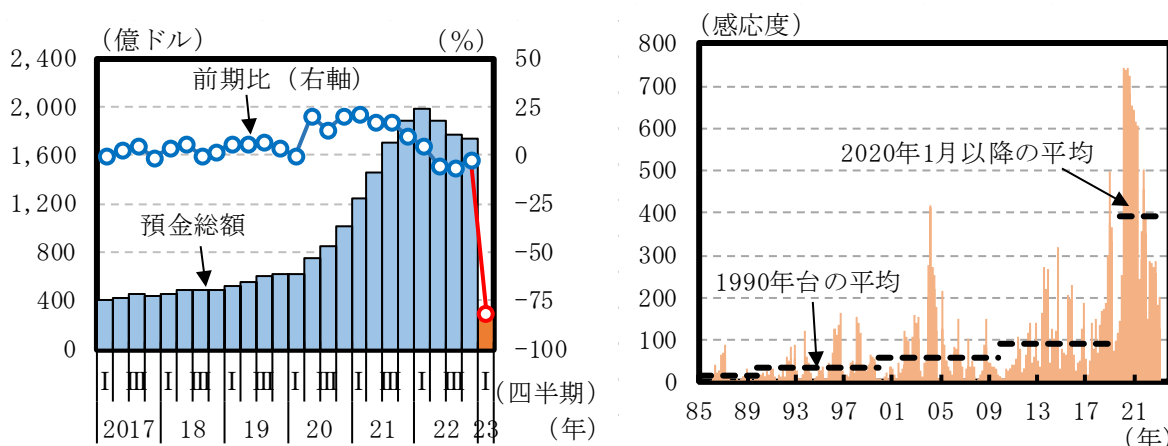 (億ドル) (%)
2,400 50
前期比（右軸）
2,000 25
1,600 0
1,200 -25
預金総額
800 -50
400 -75
0 -100
Ⅰ Ⅲ Ⅰ Ⅲ Ⅰ Ⅲ Ⅰ Ⅲ Ⅰ Ⅲ Ⅰ Ⅲ Ⅰ (四半期)
2017 18 19 20 21 22 23 (年)
(感応度)
800
700
600
2020年1月以降の平均
500
400
300
1990年台の平均
200
100
0
85 89 93 97 01 05 09 13 17 21
(年)